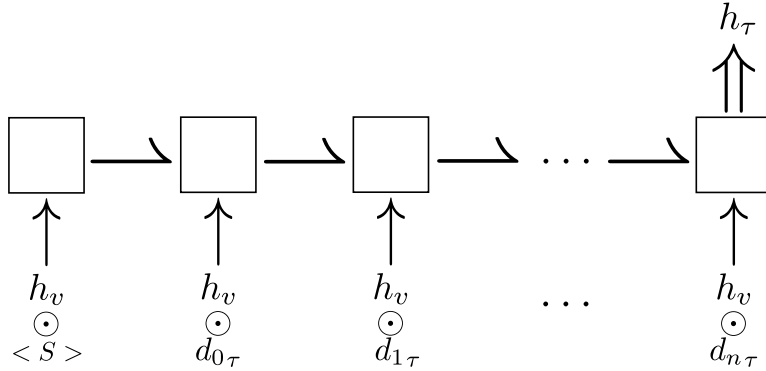 h_τ
. . .
h_v h_v h_v . . . h_v
⊙ ⊙ ⊙ ⊙
< S > d_{0τ} d_{1τ} d_{nτ}